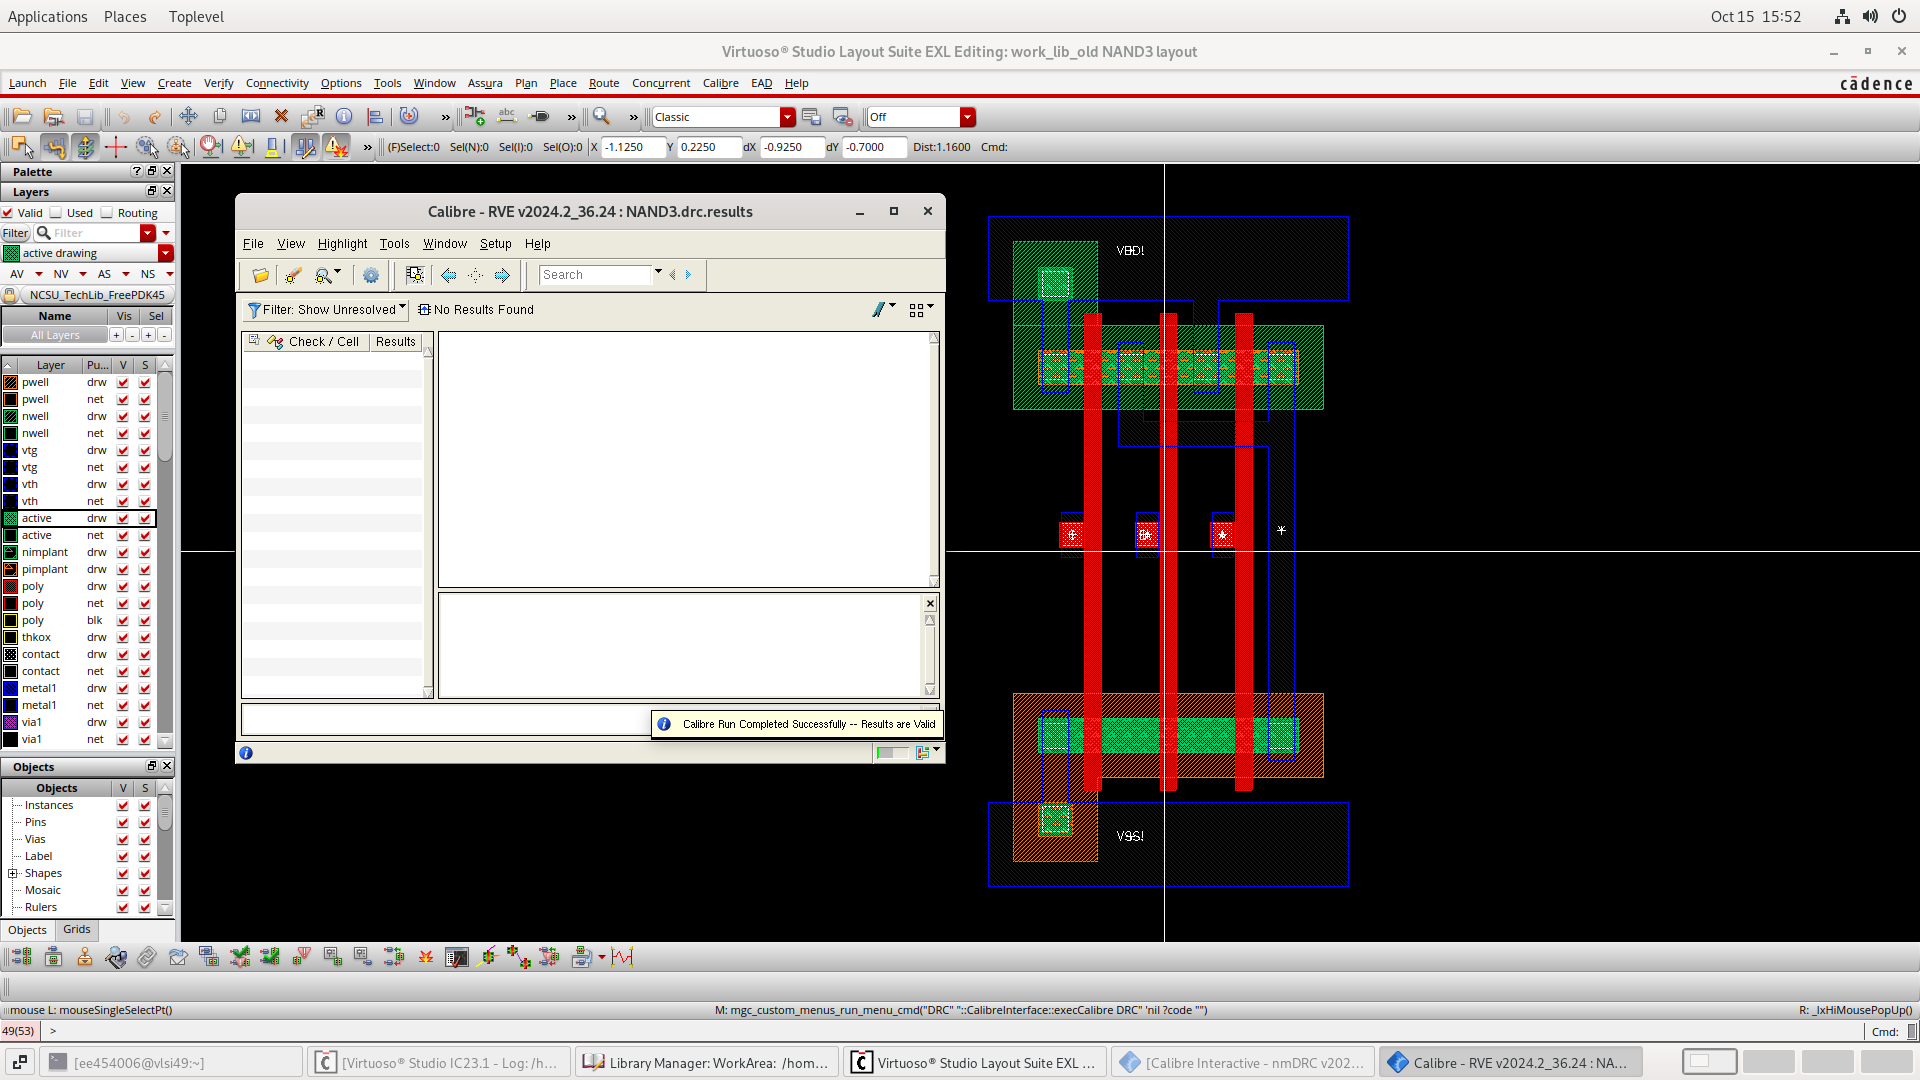 Applications Places Toplevel Oct 15 15:52
Virtuoso® Studio Layout Suite EXL Editing: work_lib_old NAND3 layout
Launch File Edit View Create Verify Connectivity Options Tools Window Assura Plan Place Route Concurrent Calibre EAD Help cādence
» abc » » Classic Off
» (F)Select:0 Sel(N):0 Sel(I):0 Sel(O):0 X -1.1250 Y 0.2250 dX -0.9250 dY -0.7000 Dist:1.1600 Cmd:
Palette
Layers
Valid Used Routing
Filter Filter
active drawing
AV NV AS NS
NCSU_TechLib_FreePDK45
Name Vis Sel
All Layers + - + -
Layer Pu... V S
pwell drw
pwell net
nwell drw
nwell net
vtg drw
vtg net
vth drw
vth net
active drw
active net
nimplant drw
pimplant drw
poly drw
poly net
poly blk
thkox drw
contact drw
contact net
metal1 drw
metal1 net
via1 drw
via1 net
Objects
Objects V S
Instances
Pins
Vias
Label
Shapes
Mosaic
Rulers
Objects Grids
Calibre - RVE v2024.2_36.24 : NAND3.drc.results
File View Highlight Tools Window Setup Help
Search
Filter: Show Unresolved No Results Found
Check / Cell Results
Calibre Run Completed Successfully -- Results are Valid
mouse L: mouseSingleSelectPt() M: mgc_custom_menus_run_menu_cmd("DRC" "::CalibreInterface::execCalibre DRC" 'nil ?code "") R: _lxHiMousePopUp()
49(53) > Cmd:
[ee454006@vlsi49:~] [Virtuoso® Studio IC23.1 - Log: /h... Library Manager: WorkArea: /hom... Virtuoso® Studio Layout Suite EXL ... [Calibre Interactive - nmDRC v202... Calibre - RVE v2024.2_36.24 : NA...